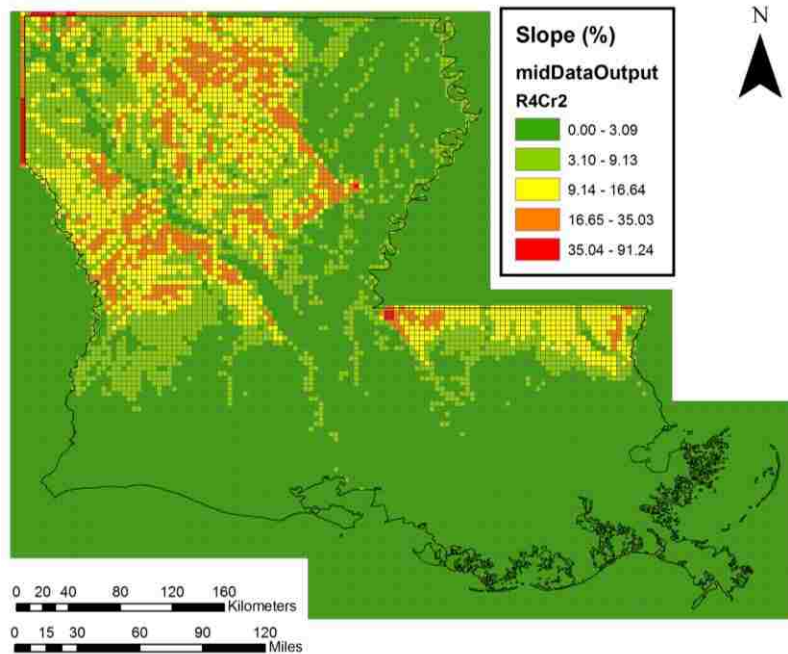 N
Slope (%)
midDataOutput
R4Cr2
0.00 - 3.09
3.10 - 9.13
9.14 - 16.64
16.65 - 35.03
35.04 - 91.24
0 20 40 80 120 160
Kilometers
0 15 30 60 90 120
Miles